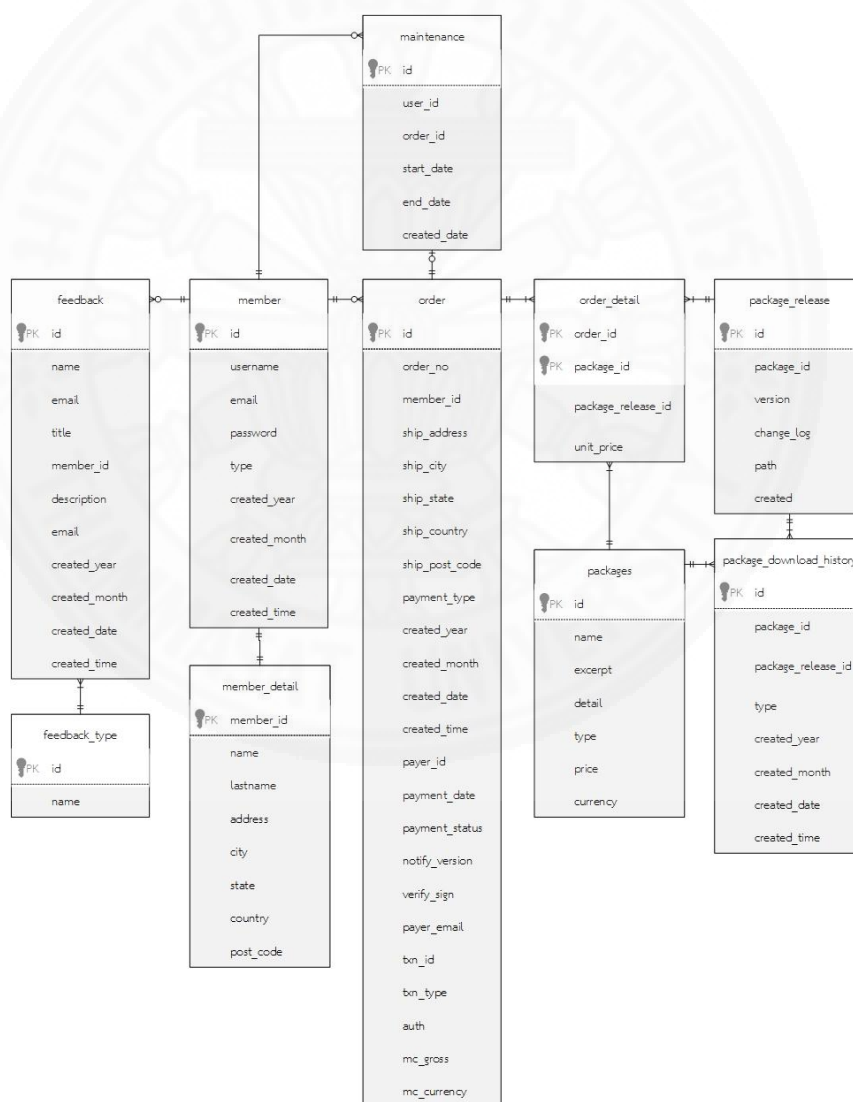 maintenance
PK id
user_id
order_id
start_date
end_date
created_date
feedback
PK id
name
email
title
member_id
description
email
created_year
created_month
created_date
created_time
feedback_type
PK id
name
member
PK id
username
email
password
type
created_year
created_month
created_date
created_time
member_detail
PK member_id
name
lastname
address
city
state
country
post_code
order
PK id
order_no
member_id
ship_address
ship_city
ship_state
ship_country
ship_post_code
payment_type
created_year
created_month
created_date
created_time
payer_id
payment_date
payment_status
notify_version
verify_sign
payer_email
txn_id
txn_type
auth
mc_gross
mc_currency
order_detail
PK order_id
PK package_id
package_release_id
unit_price
packages
PK id
name
excerpt
detail
type
price
currency
package_release
PK id
package_id
version
change_log
path
created
package_download_history
PK id
package_id
package_release_id
type
created_year
created_month
created_date
created_time